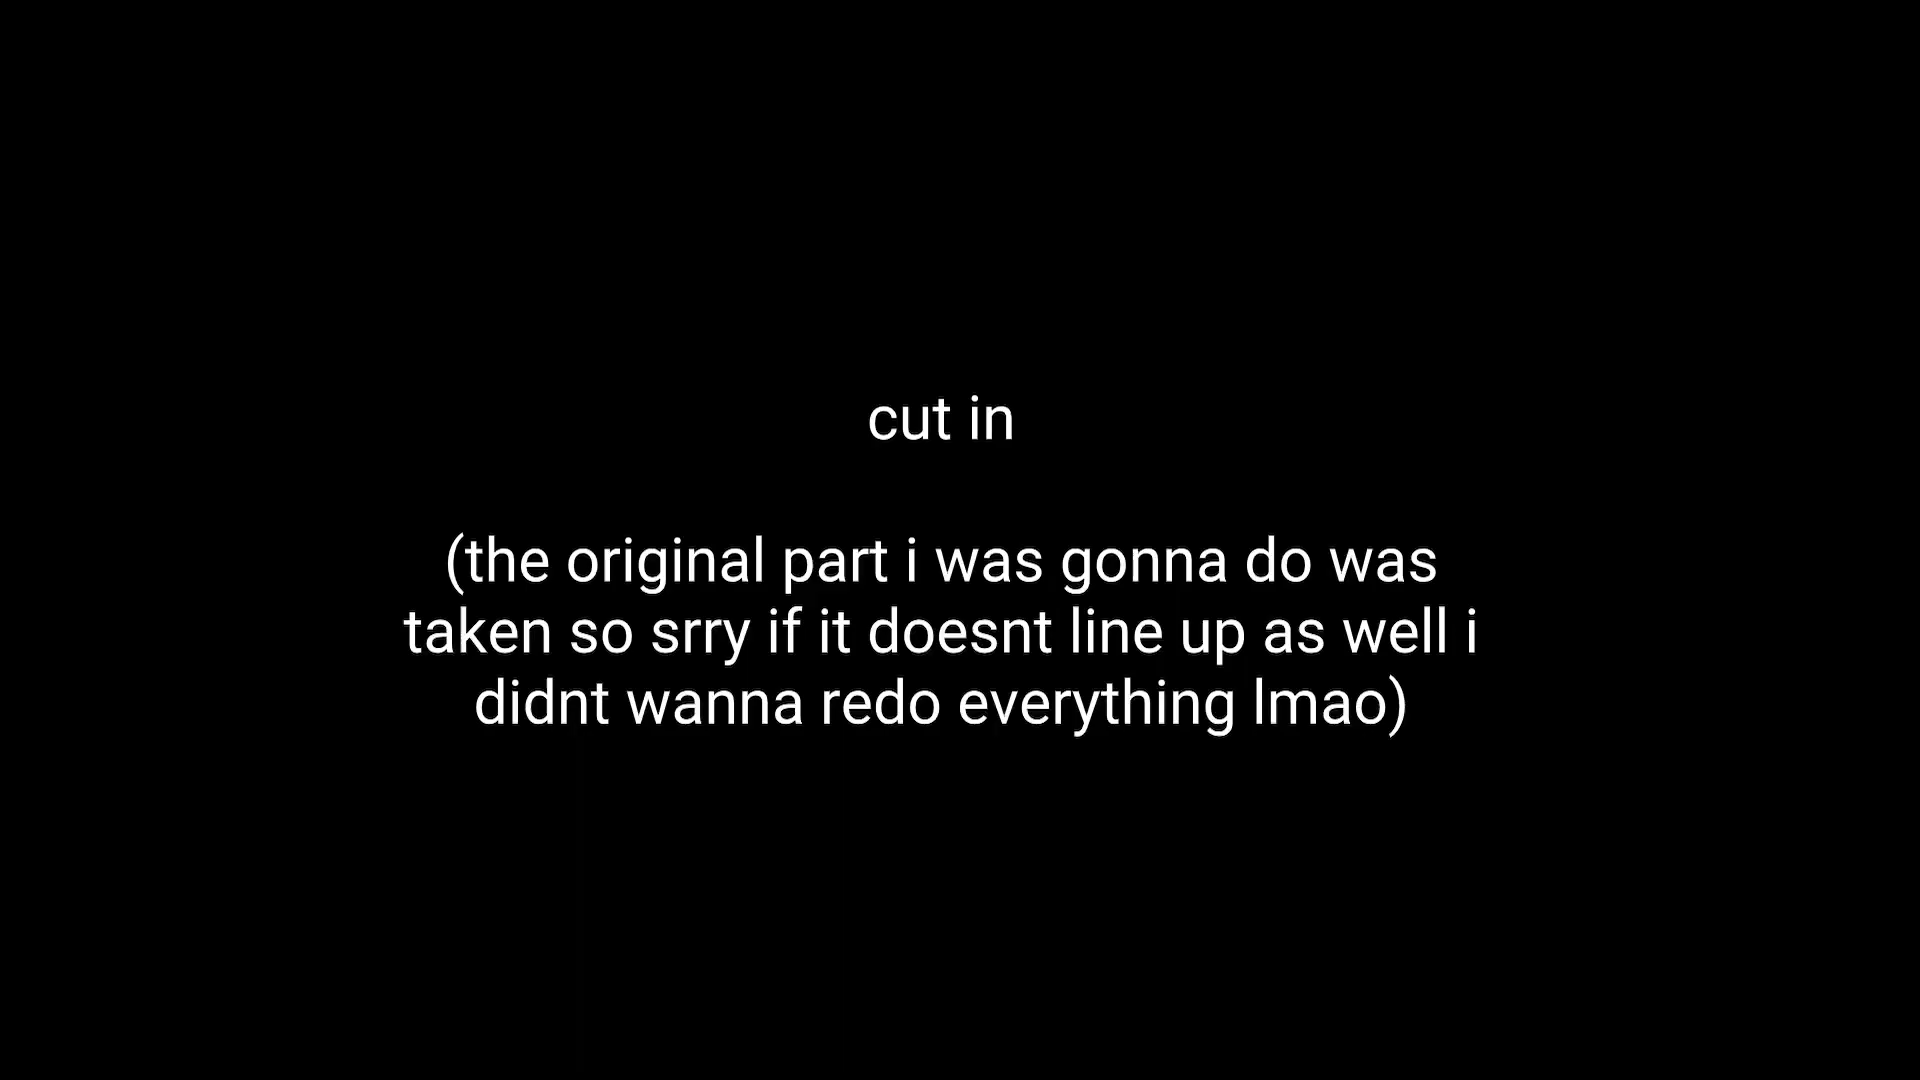 cut in
(the original part i was gonna do was
taken so srry if it doesnt line up as well i
didnt wanna redo everything lmao)